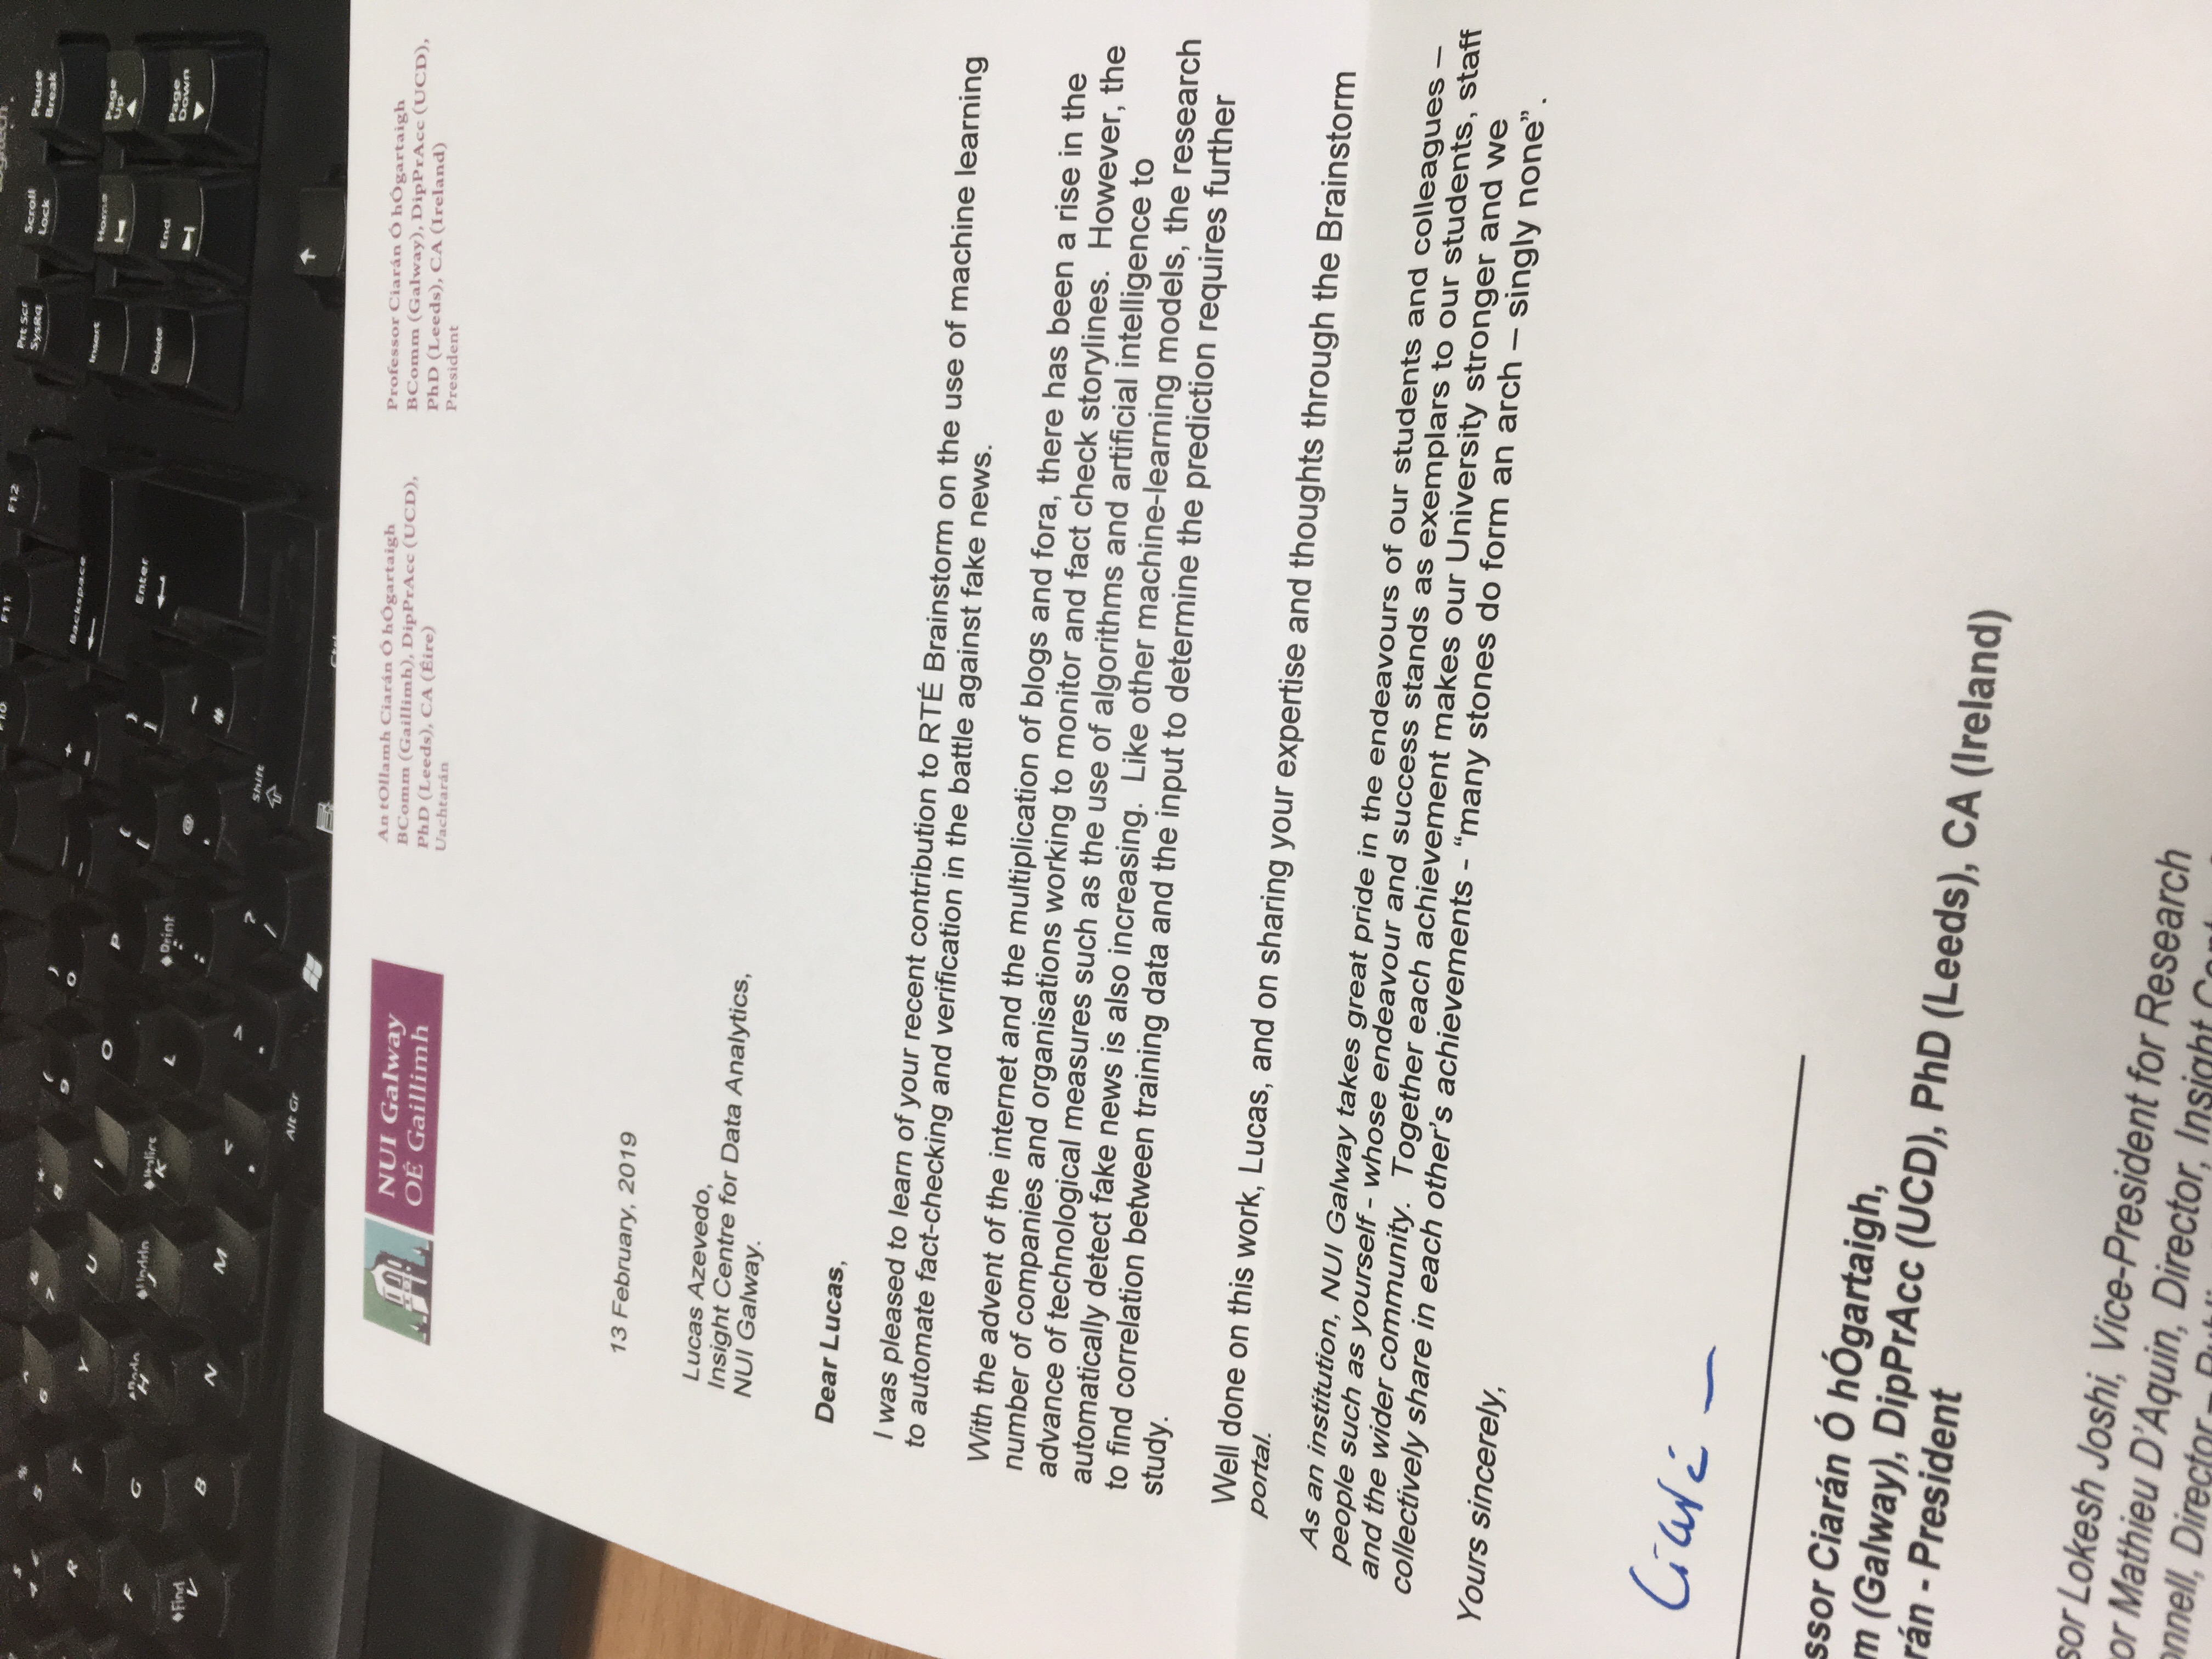 F10 F11 F12 Prt Scr SysRq Scroll Lock Pause Break
4 5 % 6 ^ 7 & 8 * 9 ( 0 ) - + = Backspace Insert Home Page Up
R T Y U I O P { [ } ] Enter Delete End Page Down
F G H J K L : ; @ ' ~ #
Find Undrln Italics Print
V B N M < , > . ? / Shift
Alt Gr Ctrl
NUI Galway
OÉ Gaillimh
An tOllamh Ciarán Ó hÓgartaigh
BComm (Gaillimh), DipPrAcc (UCD),
PhD (Leeds), CA (Éire)
Uachtarán
Professor Ciarán Ó hÓgartaigh
BComm (Galway), DipPrAcc (UCD),
PhD (Leeds), CA (Ireland)
President
13 February, 2019
Lucas Azevedo,
Insight Centre for Data Analytics,
NUI Galway.
Dear Lucas,
I was pleased to learn of your recent contribution to RTÉ Brainstorm on the use of machine learning
to automate fact-checking and verification in the battle against fake news.
With the advent of the internet and the multiplication of blogs and fora, there has been a rise in the
number of companies and organisations working to monitor and fact check storylines. However, the
advance of technological measures such as the use of algorithms and artificial intelligence to
automatically detect fake news is also increasing. Like other machine-learning models, the research
to find correlation between training data and the input to determine the prediction requires further
study.
Well done on this work, Lucas, and on sharing your expertise and thoughts through the Brainstorm
portal.
As an institution, NUI Galway takes great pride in the endeavours of our students and colleagues –
people such as yourself - whose endeavour and success stands as exemplars to our students, staff
and the wider community. Together each achievement makes our University stronger and we
collectively share in each other's achievements - "many stones do form an arch – singly none".
Yours sincerely,
ssor Ciarán Ó hÓgartaigh,
m (Galway), DipPrAcc (UCD), PhD (Leeds), CA (Ireland)
rán - President
sor Lokesh Joshi, Vice-President for Research
or Mathieu D'Aquin, Director, Insight
onnell, Director –